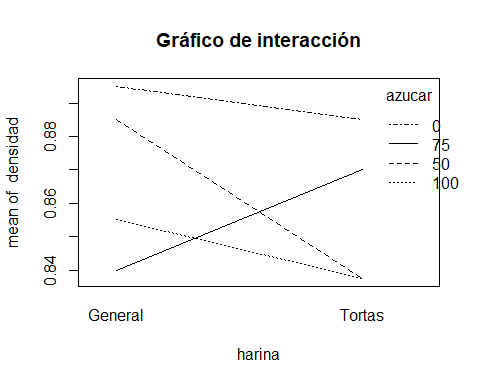 Gráfico de interacción
azucar
0
75
50
100
mean of  densidad
0.84
0.86
0.88
General
Tortas
harina